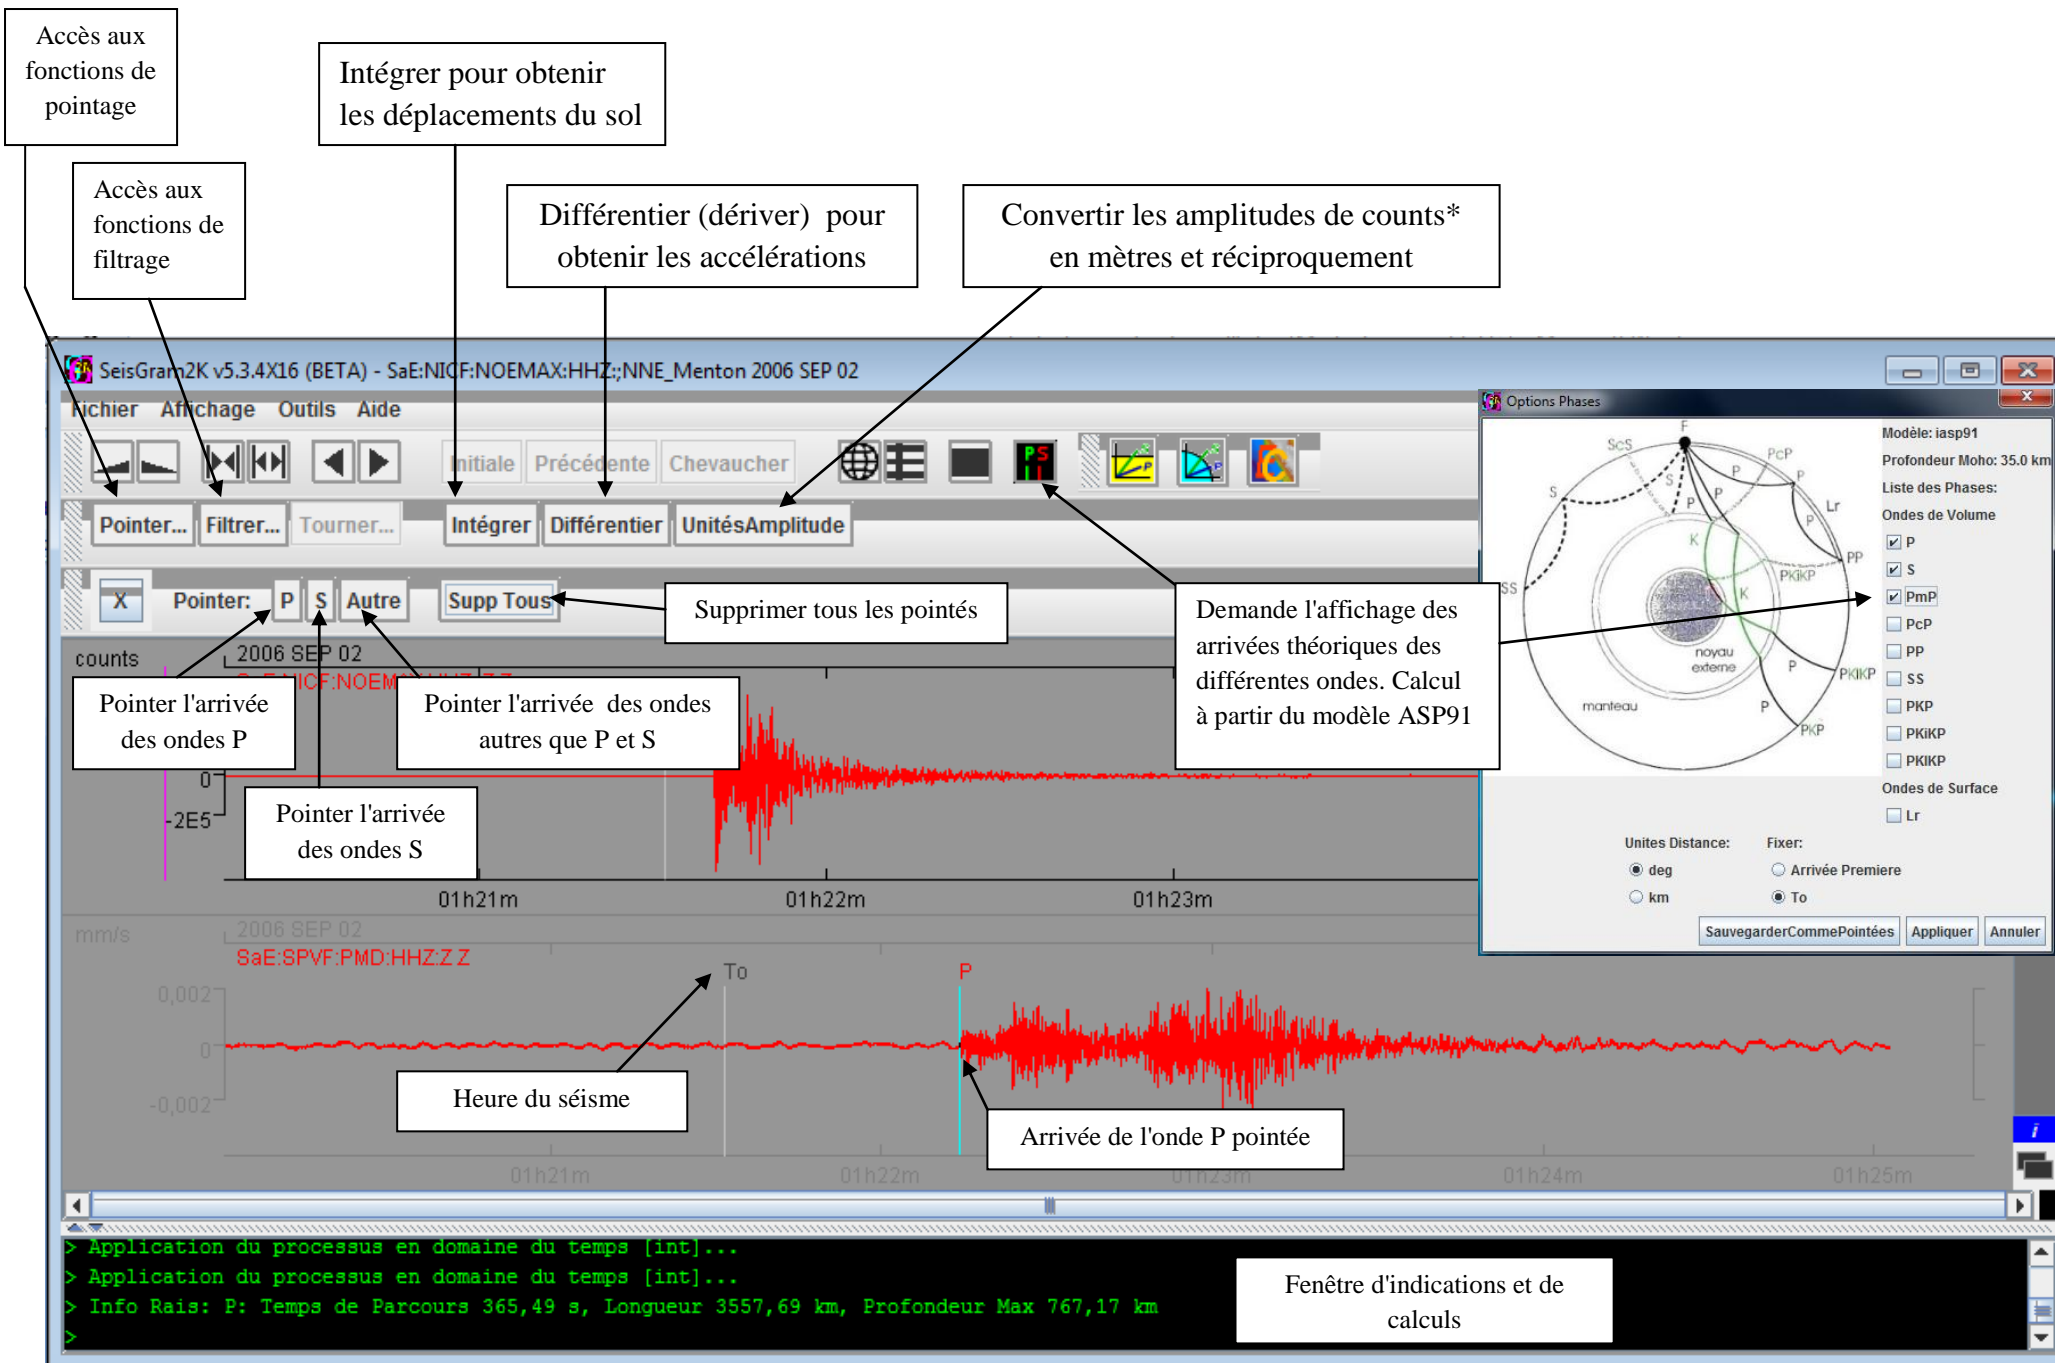 Accès aux
fonctions de
pointage
Intégrer pour obtenir
les déplacements du sol
Accès aux
fonctions de
filtrage
Différentier (dériver) pour
obtenir les accélérations
Convertir les amplitudes de counts*
en mètres et réciproquement
SeisGram2K v5.3.4X16 (BETA) - SaE:NICF:NOEMAX:HHZ:;NNE_Menton 2006 SEP 02
Fichier Affichage Outils Aide
Initiale Précédente Chevaucher
PS
P
P
Pointer... Filtrer... Tourner... Intégrer Différentier UnitésAmplitude
X Pointer: P S Autre Supp Tous
Supprimer tous les pointés
Demande l'affichage des
arrivées théoriques des
différentes ondes. Calcul
à partir du modèle ASP91
Options Phases
F
ScS
PcP
P
P
S
S
P
P
P
Lr
P
PP
K
PKiKP
SS
K
noyau
externe
P
PKIKP
manteau
P
PKP
Modèle: iasp91
Profondeur Moho: 35.0 km
Liste des Phases:
Ondes de Volume
P
S
PmP
PcP
PP
SS
PKP
PKiKP
PKIKP
Ondes de Surface
Lr
Unites Distance: Fixer:
deg Arrivée Premiere
km To
SauvegarderCommePointées Appliquer Annuler
counts
2006 SEP 02
Pointer l'arrivée
des ondes P
Pointer l'arrivée des ondes
autres que P et S
0
-2E5
Pointer l'arrivée
des ondes S
01h21m 01h22m 01h23m
mm/s
2006 SEP 02
SaE:SPVF:PMD:HHZ:Z Z
To
P
0,002
0
-0,002
Heure du séisme
Arrivée de l'onde P pointée
01h21m 01h22m 01h23m 01h24m 01h25m
i
> Application du processus en domaine du temps [int]...
> Application du processus en domaine du temps [int]...
> Info Rais: P: Temps de Parcours 365,49 s, Longueur 3557,69 km, Profondeur Max 767,17 km
>
Fenêtre d'indications et de
calculs